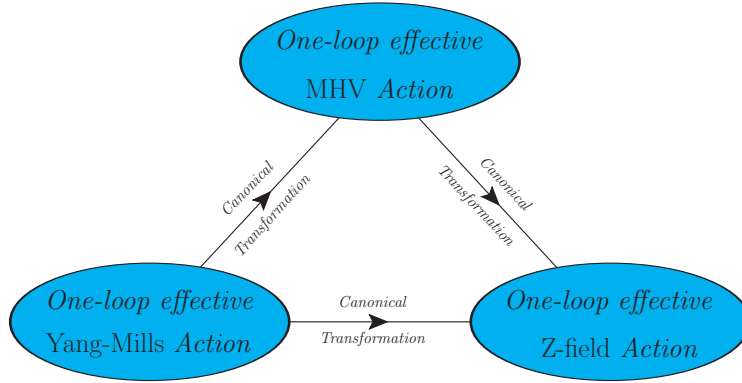 One-loop effective
MHV Action
Canonical
Transformation
Canonical
Transformation
One-loop effective
Yang-Mills Action
Canonical
Transformation
One-loop effective
Z-field Action